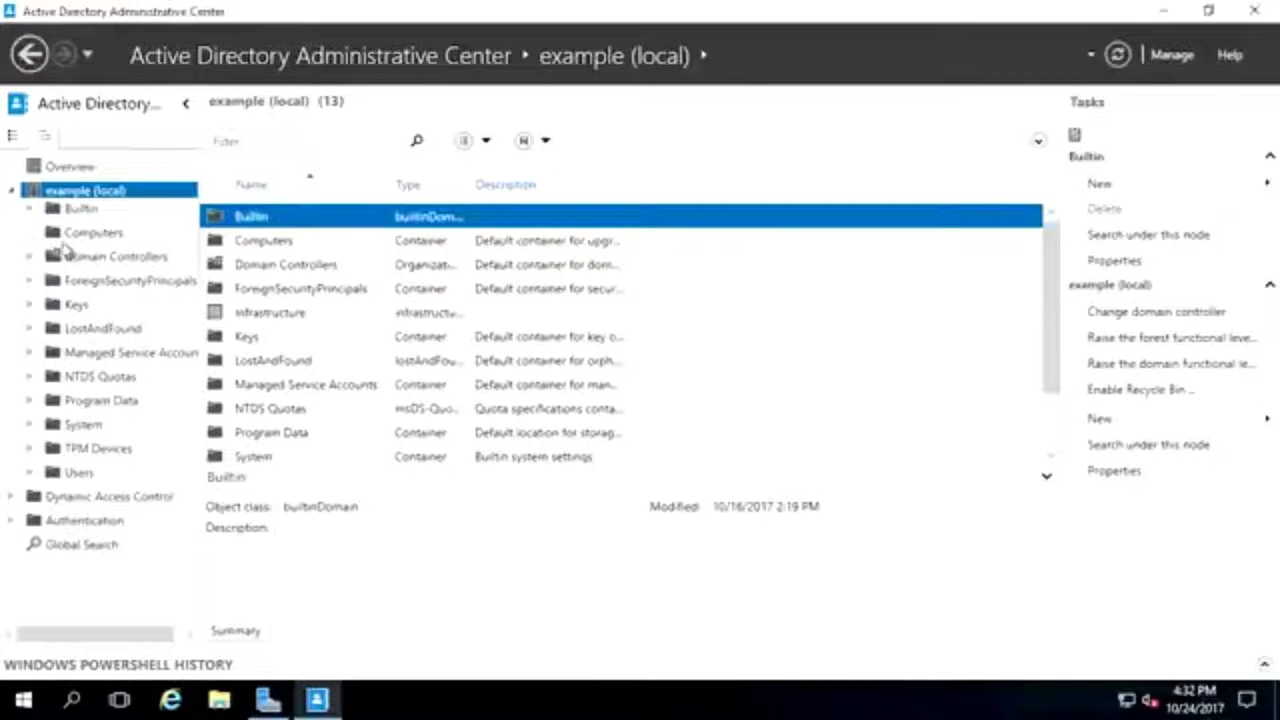 Active Directory Administrative Center
Active Directory Administrative Center • example (local) •
Manage
Help
Active Directory...
Overview
example (local)
Builtin
Computers
Domain Controllers
ForeignSecurityPrincipals
Keys
LostAndFound
Managed Service Accoun
NTDS Quotas
Program Data
System
TPM Devices
Users
Dynamic Access Control
Authentication
Global Search
example (local) (13)
Filter
Name Type Description
Builtin builtinDom...
Computers Container Default container for upgr...
Domain Controllers Organizat... Default container for dom...
ForeignSecurityPrincipals Container Default container for secur...
Infrastructure infrastructu...
Keys Container Default container for key o...
LostAndFound lostAndFou... Default container for orph...
Managed Service Accounts Container Default container for man...
NTDS Quotas msDS-Quo... Quota specifications conta...
Program Data Container Default location for storag...
System Container Builtin system settings
Builtin
Object class: builtinDomain Modified: 10/16/2017 2:19 PM
Description:
Summary
Tasks
Builtin
New
Delete
Search under this node
Properties
example (local)
Change domain controller
Raise the forest functional leve...
Raise the domain functional le...
Enable Recycle Bin ...
New
Search under this node
Properties
WINDOWS POWERSHELL HISTORY
4:32 PM
10/24/2017